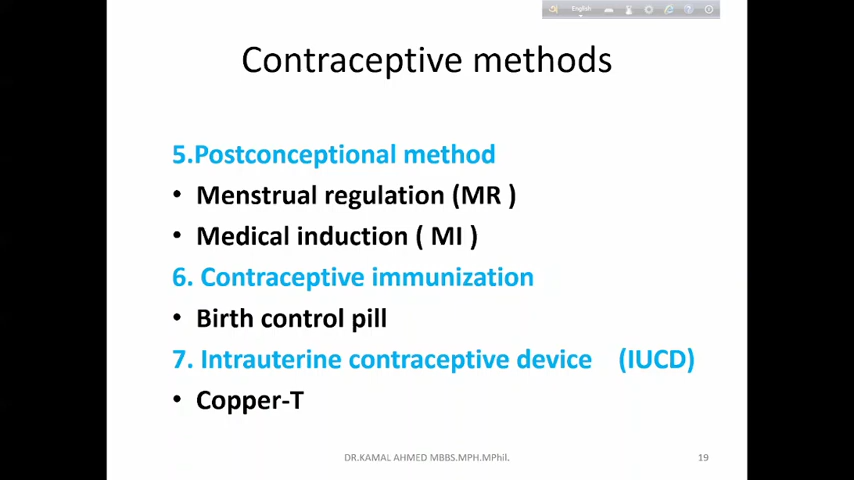 English
Contraceptive methods
5.Postconceptional method
• Menstrual regulation (MR )
• Medical induction ( MI )
6. Contraceptive immunization
• Birth control pill
7. Intrauterine contraceptive device (IUCD)
• Copper-T
DR.KAMAL AHMED MBBS.MPH.MPhil.
19